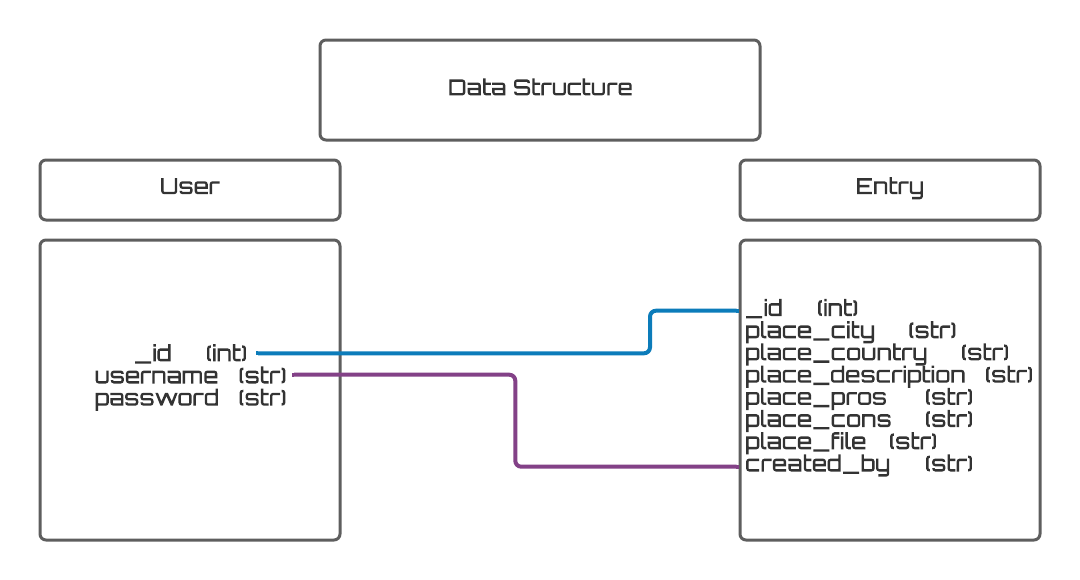 Data Structure
User
Entry
_id (int)
username (str)
password (str)
_id (int)
place_city (str)
place_country (str)
place_description (str)
place_pros (str)
place_cons (str)
place_file (str)
created_by (str)